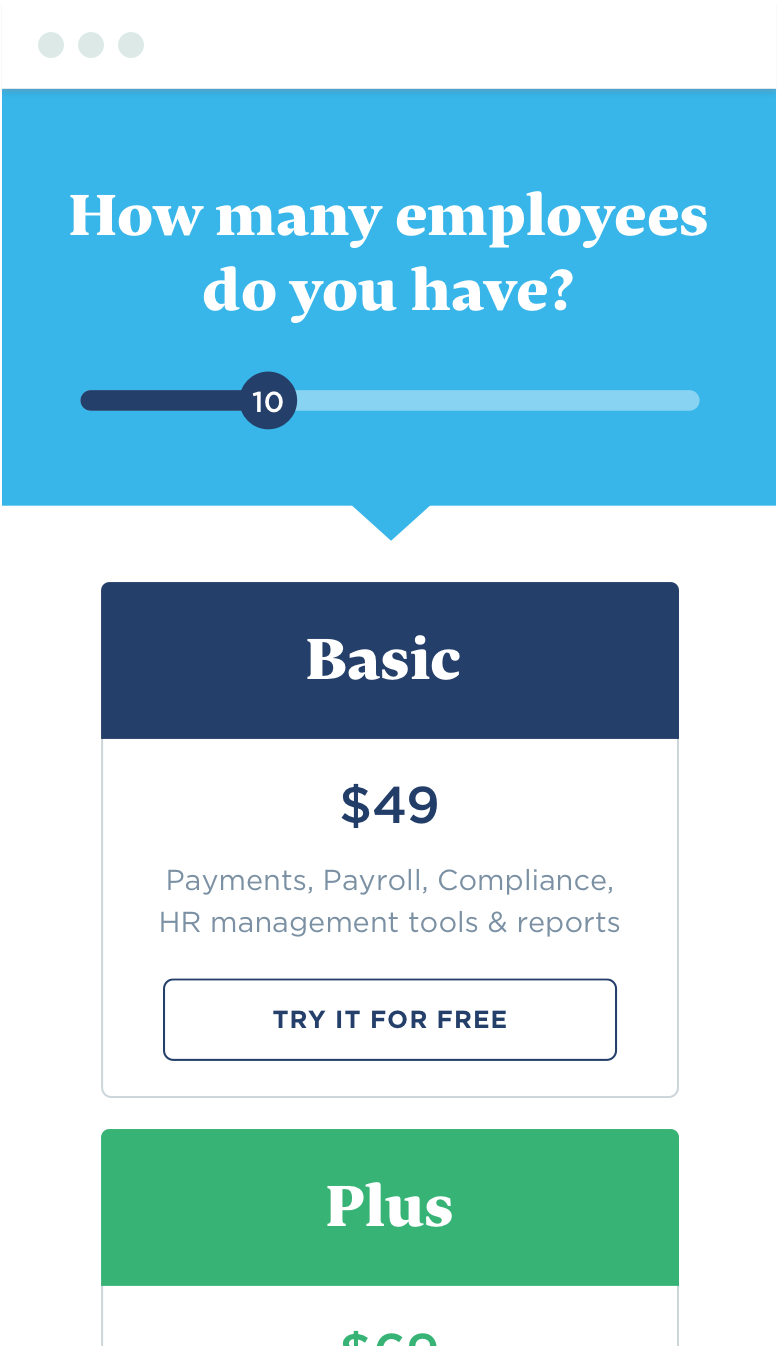 How many employees
do you have?
10
Basic
$49
Payments, Payroll, Compliance,
HR management tools & reports
TRY IT FOR FREE
Plus